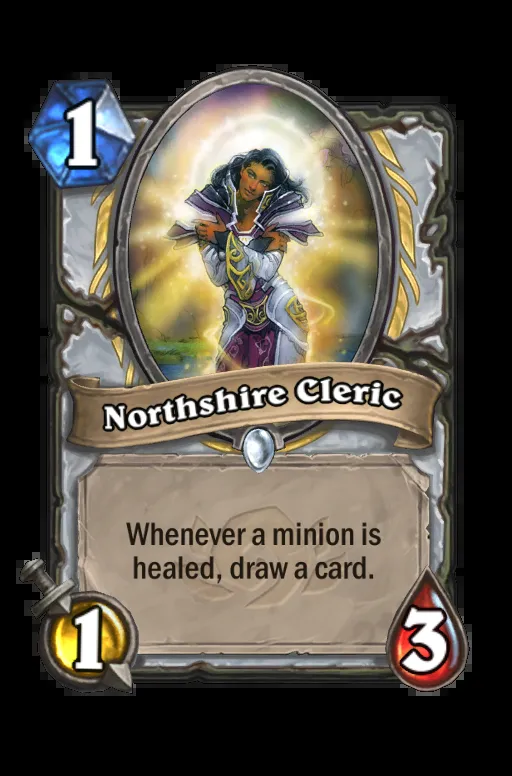 1
Northshire Cleric
Whenever a minion is
healed, draw a card.
1
3